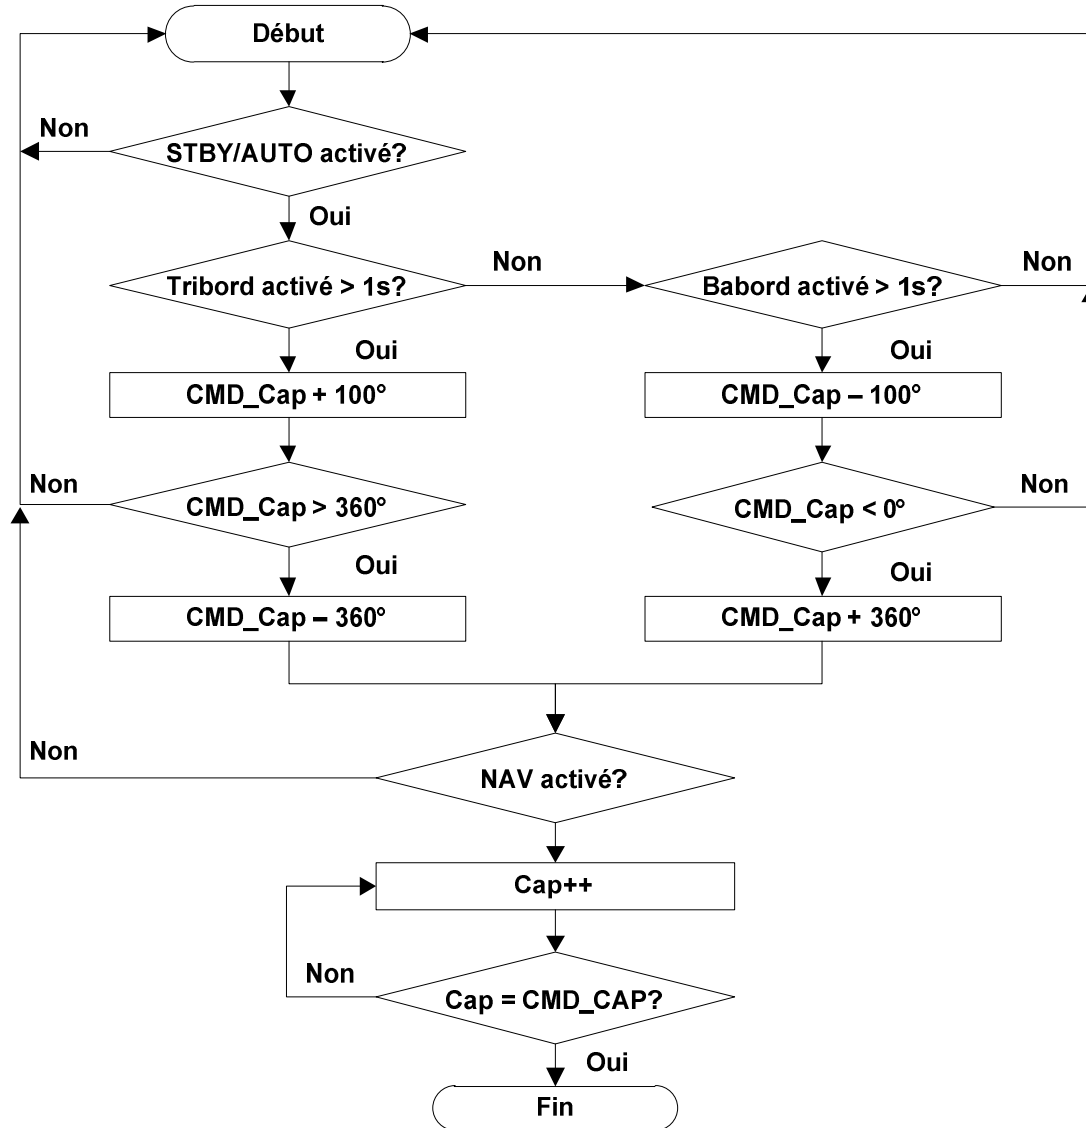 Début
Non
STBY/AUTO activé?
Oui
Tribord activé > 1s?
Non
Babord activé > 1s?
Non
Oui
Oui
CMD_Cap + 100°
CMD_Cap – 100°
Non
CMD_Cap > 360°
CMD_Cap < 0°
Non
Oui
Oui
CMD_Cap – 360°
CMD_Cap + 360°
Non
NAV activé?
Cap++
Non
Cap = CMD_CAP?
Oui
Fin